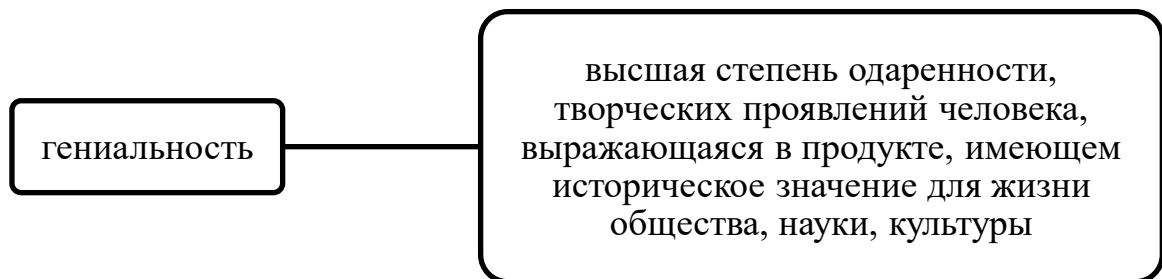 гениальность
высшая степень одаренности,
творческих проявлений человека,
выражающаяся в продукте, имеющем
историческое значение для жизни
общества, науки, культуры